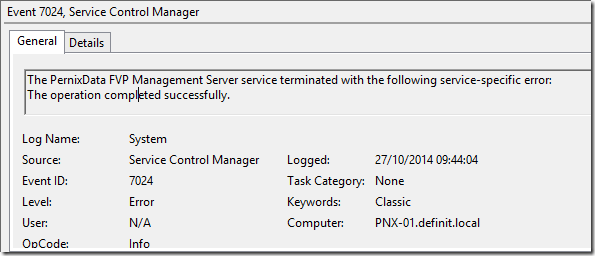 Event 7024, Service Control Manager
General Details
The PernixData FVP Management Server service terminated with the following service-specific error:
The operation completed successfully.
Log Name: System
Source: Service Control Manager Logged: 27/10/2014 09:44:04
Event ID: 7024 Task Category: None
Level: Error Keywords: Classic
User: N/A Computer: PNX-01.definit.local
OpCode: Info